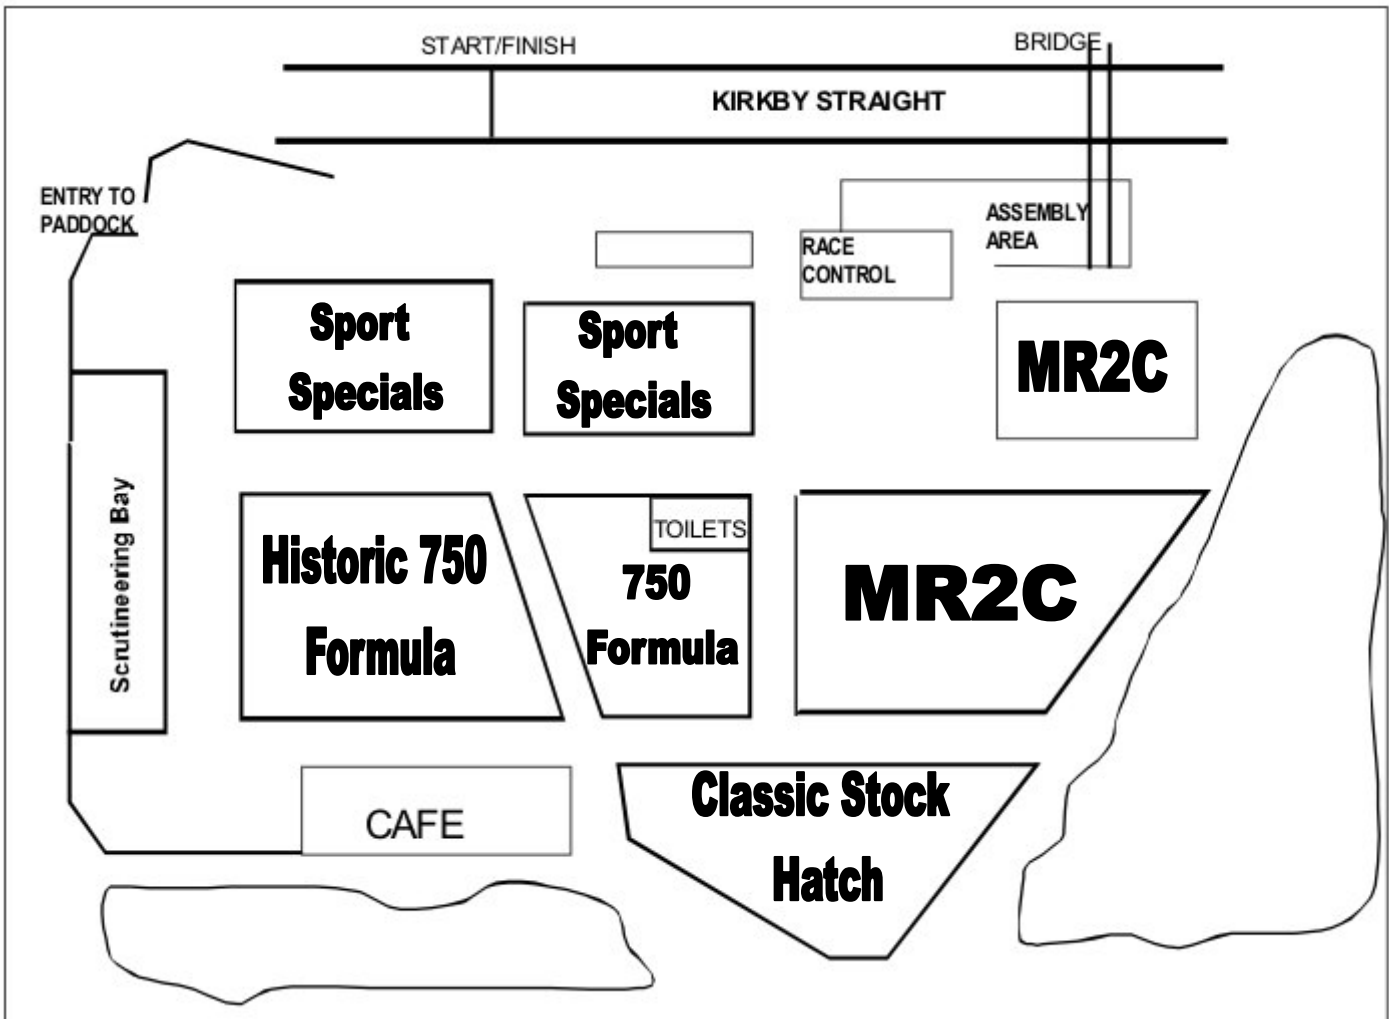 START/FINISH
BRIDGE
KIRKBY STRAIGHT
ENTRY TO
PADDOCK
ASSEMBLY
AREA
RACE
CONTROL
Sport
Specials
Sport
Specials
MR2C
Scrutineering Bay
Historic 750
Formula
TOILETS
750
Formula
MR2C
CAFE
Classic Stock
Hatch